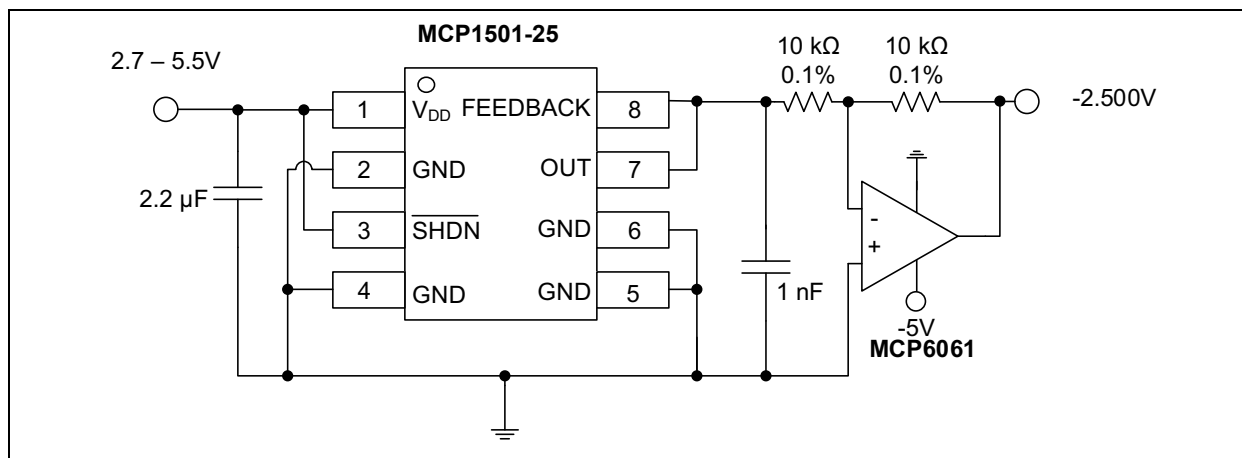 MCP1501-25
2.7 – 5.5V
10 kΩ
0.1%
10 kΩ
0.1%
1
VDD
FEEDBACK
8
-2.500V
2
GND
OUT
7
2.2 µF
3
SHDN
GND
6
-
+
4
GND
GND
5
1 nF
-5V
MCP6061